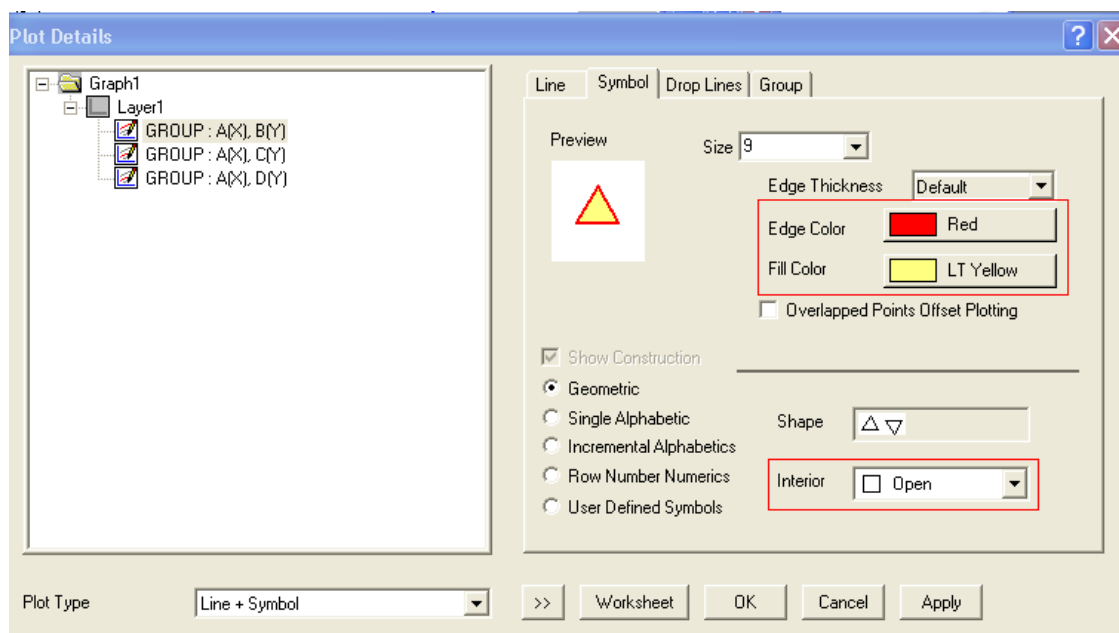 Plot Details
Graph1
Layer1
GROUP : A(X), B(Y)
GROUP : A(X), C(Y)
GROUP : A(X), D(Y)
Line Symbol Drop Lines Group
Preview
Size 9
Edge Thickness Default
Edge Color Red
Fill Color LT Yellow
Overlapped Points Offset Plotting
Show Construction
Geometric
Single Alphabetic
Incremental Alphabetics
Row Number Numerics
User Defined Symbols
Shape
Interior Open
Plot Type Line + Symbol
>> Worksheet OK Cancel Apply